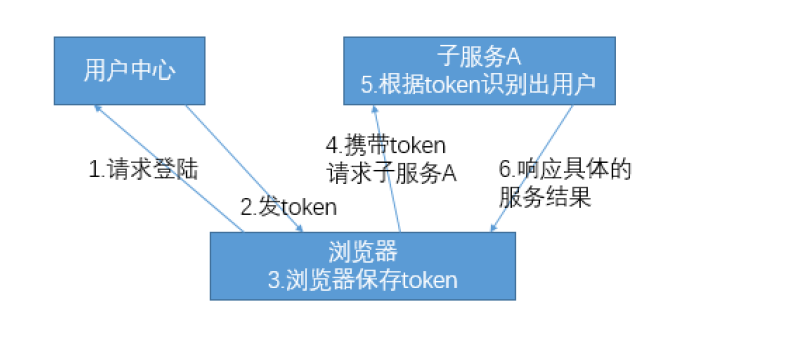 用户中心
子服务A
5.根据token识别出用户
1.请求登陆
2.发token
4.携带token
请求子服务A
6.响应具体的
服务结果
浏览器
3.浏览器保存token